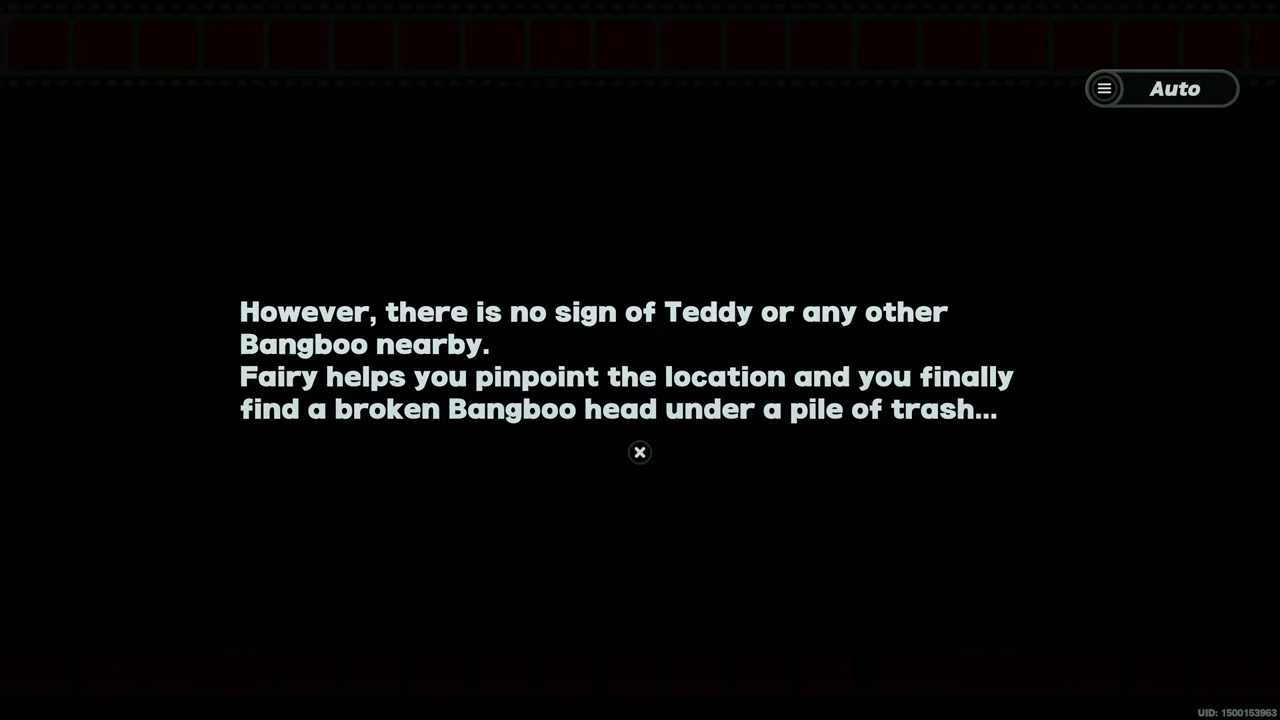 Auto
However, there is no sign of Teddy or any other
Bangboo nearby.
Fairy helps you pinpoint the location and you finally
find a broken Bangboo head under a pile of trash...
UID: 1500153963